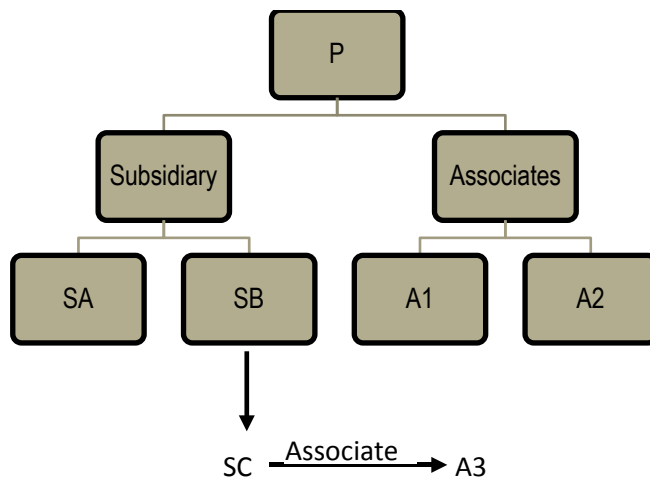 P
Subsidiary
Associates
SA
SB
A1
A2
Associate
SC
A3